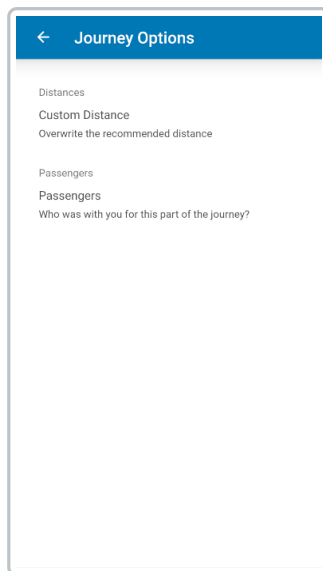 Journey Options
Distances
Custom Distance
Overwrite the recommended distance
Passengers
Passengers
Who was with you for this part of the journey?